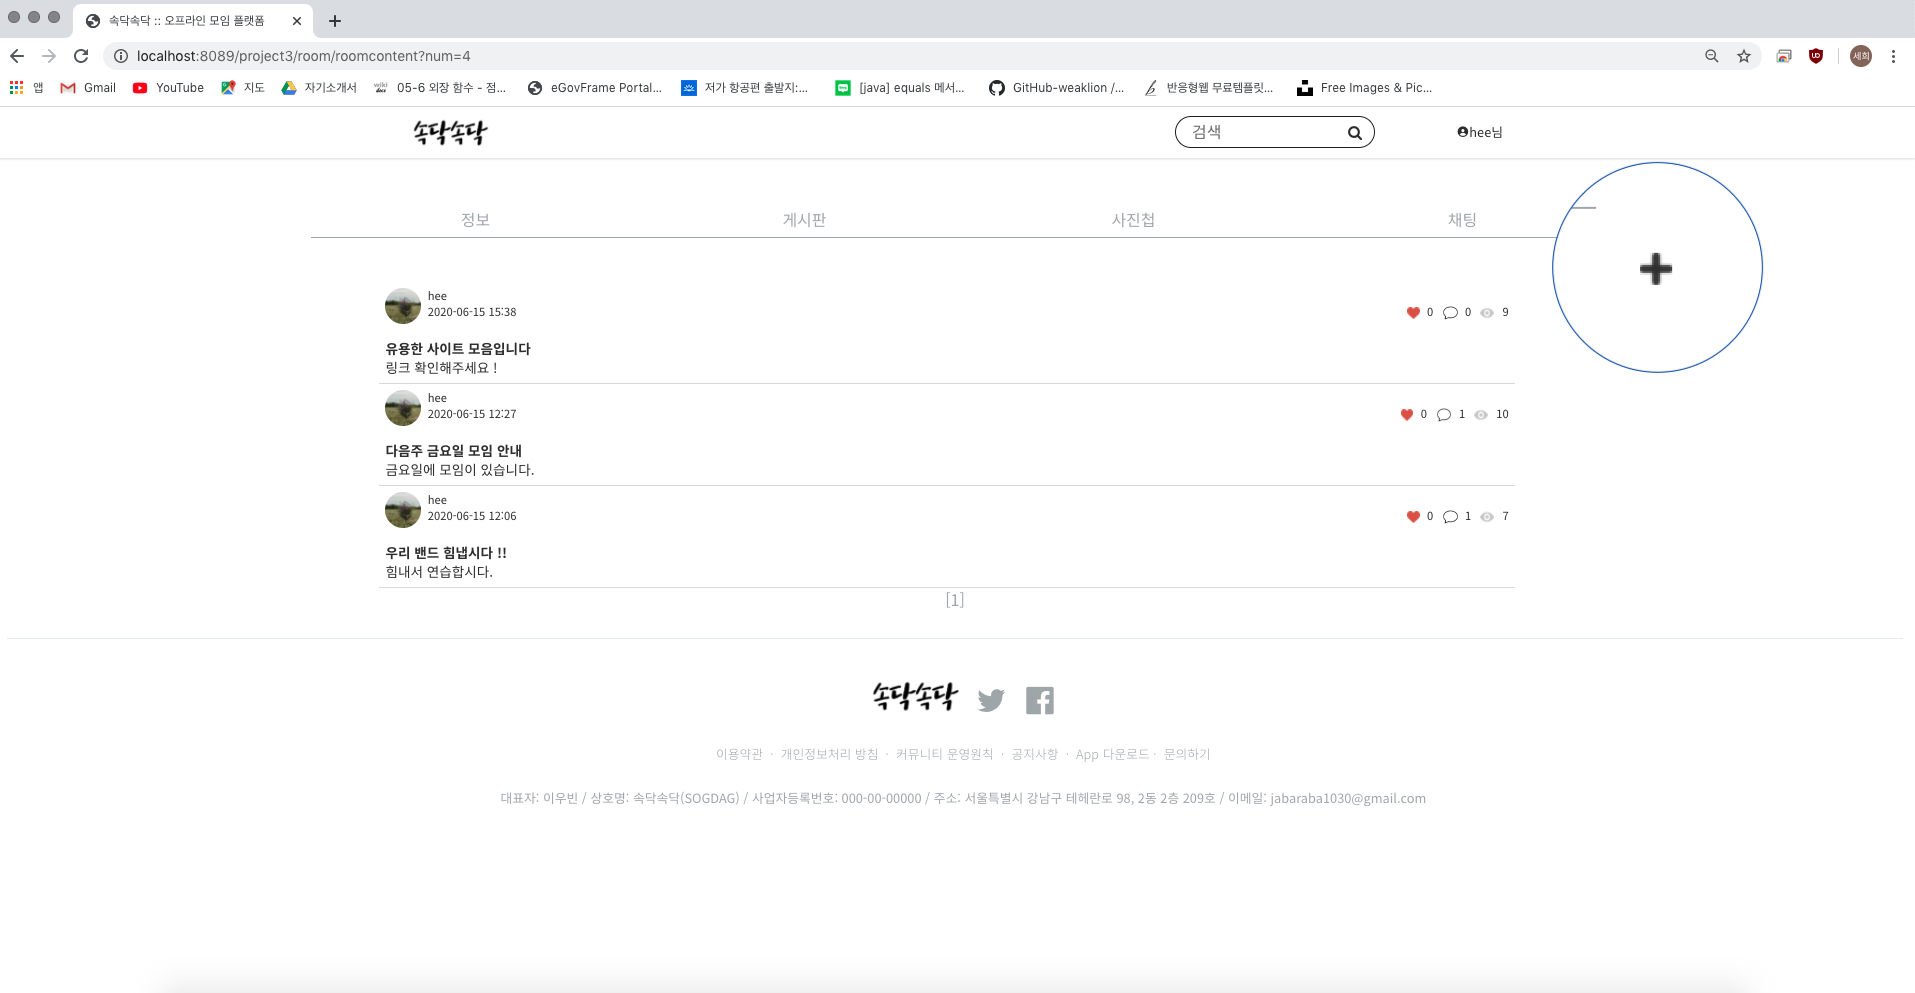 속닥속닥 :: 오프라인 모임 플랫폼
localhost:8089/project3/room/roomcontent?num=4
세희
앱 Gmail YouTube 지도 자기소개서 05-6 외장 함수 - 점... eGovFrame Portal... 저가 항공편 출발지:... [java] equals 메서... GitHub-weaklion /... 반응형웹 무료템플릿... Free Images & Pic...
속닥속닥 검색 hee님
정보 게시판 사진첩 채팅
hee
2020-06-15 15:38 0 0 9
유용한 사이트 모음입니다
링크 확인해주세요 !
hee
2020-06-15 12:27 0 1 10
다음주 금요일 모임 안내
금요일에 모임이 있습니다.
hee
2020-06-15 12:06 0 1 7
우리 밴드 힘냅시다 !!
힘내서 연습합시다.
[1]
속닥속닥
이용약관 · 개인정보처리 방침 · 커뮤니티 운영원칙 · 공지사항 · App 다운로드 · 문의하기
대표자: 이우빈 / 상호명: 속닥속닥(SOGDAG) / 사업자등록번호: 000-00-00000 / 주소: 서울특별시 강남구 테헤란로 98, 2동 2층 209호 / 이메일: jabaraba1030@gmail.com